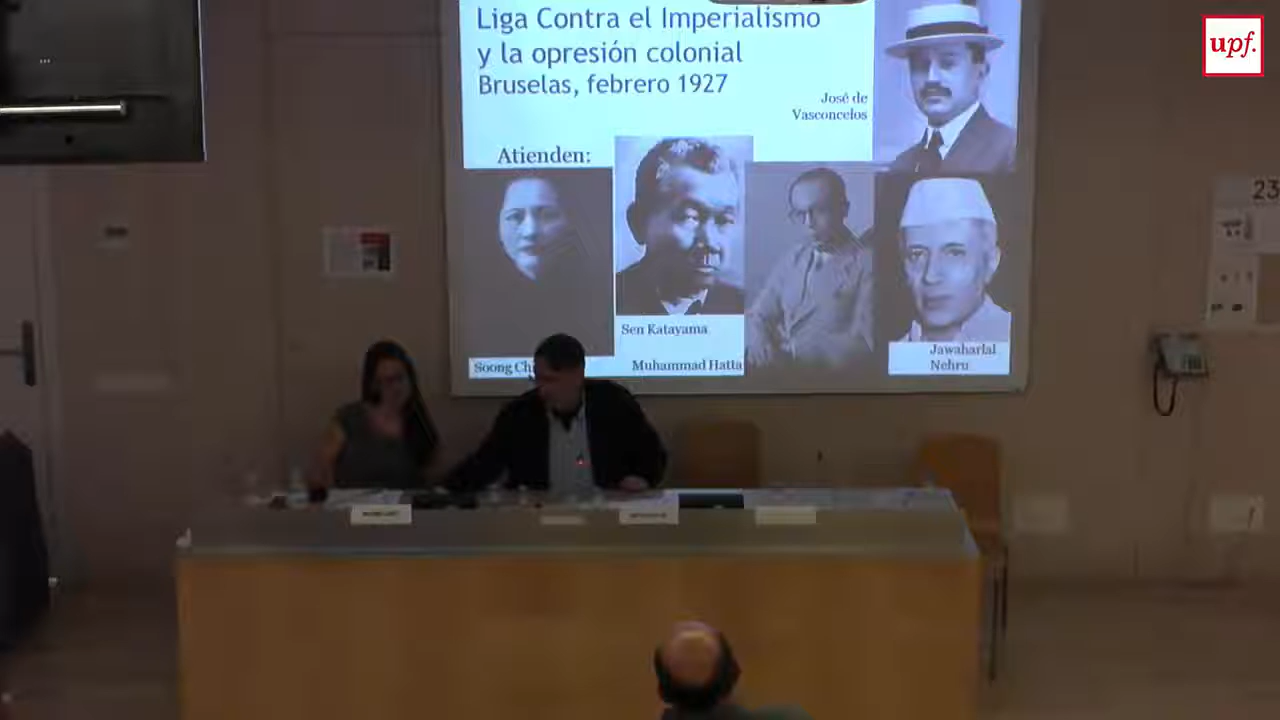 Liga Contra el Imperialismo
y la opresión colonial
Bruselas, febrero 1927
José de
Vasconcelos
Atienden:
Sen Katayama
Soong
Muhammad Hatta
Jawaharlal
Nehru
upf.
23